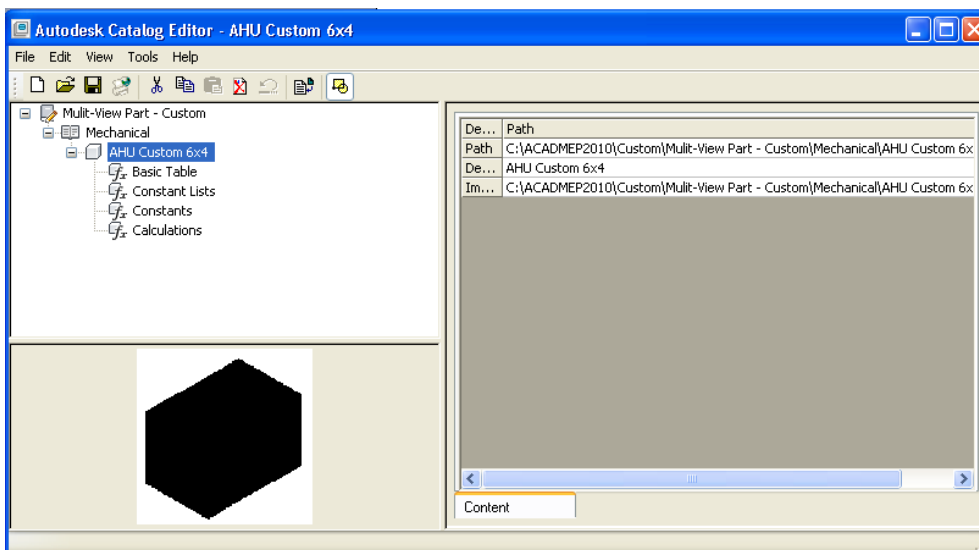 Autodesk Catalog Editor - AHU Custom 6x4
File Edit View Tools Help
Mulit-View Part - Custom
Mechanical
AHU Custom 6x4
Basic Table
Constant Lists
Constants
Calculations
De... Path
Path C:\ACADMEP2010\Custom\Mulit-View Part - Custom\Mechanical\AHU Custom 6x
De... AHU Custom 6x4
Im... C:\ACADMEP2010\Custom\Mulit-View Part - Custom\Mechanical\AHU Custom 6x
Content